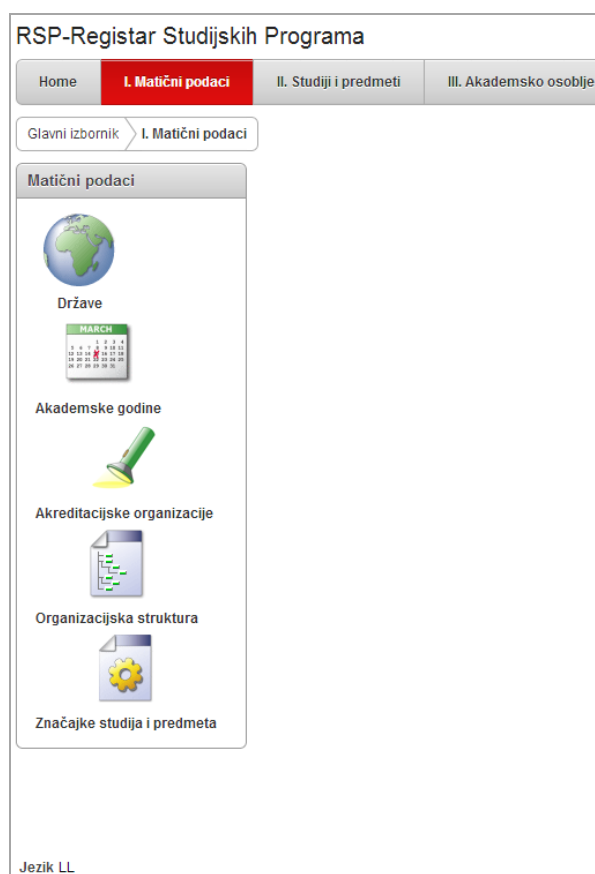 RSP-Registar Studijskih Programa
Home I. Matični podaci II. Studiji i predmeti III. Akademsko osoblje
Glavni izbornik I. Matični podaci
Matični podaci
Države
MARCH
Akademske godine
Akreditacijske organizacije
Organizacijska struktura
Značajke studija i predmeta
Jezik LL